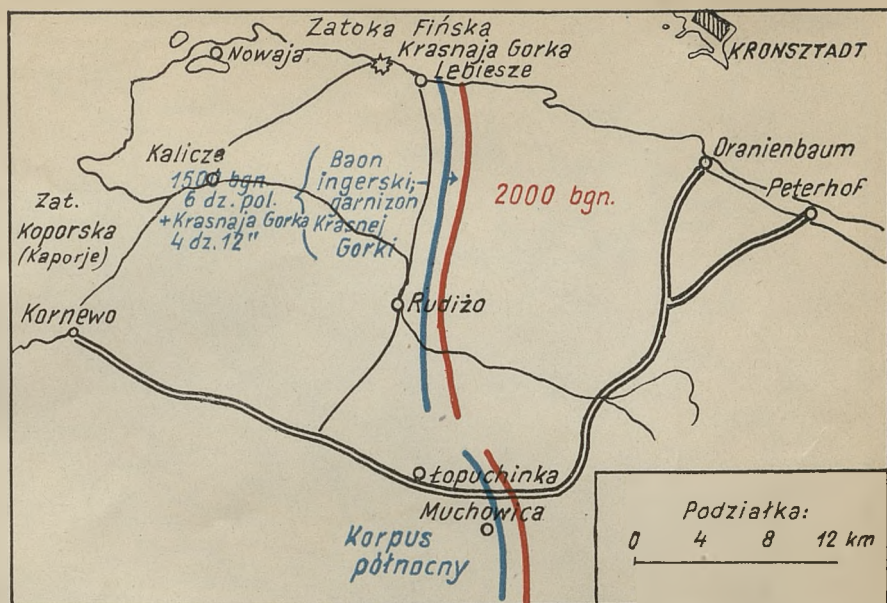 Zatoka Fińska
Nowaja
Krasnaja Gorka
Lebiesze
KRONSZTADT
Kalicze
1500 bgn.
6 dz. pol.
+Krasnaja Gorka
4 dz. 12"
Baon
ingerski;
garnizon
Krasnej
Gorki
2000 bgn.
Oranienbaum
Peterhof
Zat.
Koporska
(Kaporje)
Kornewo
Rudiżo
Łopuchinka
Muchowica
Korpus
północny
Podziałka:
0 4 8 12 km